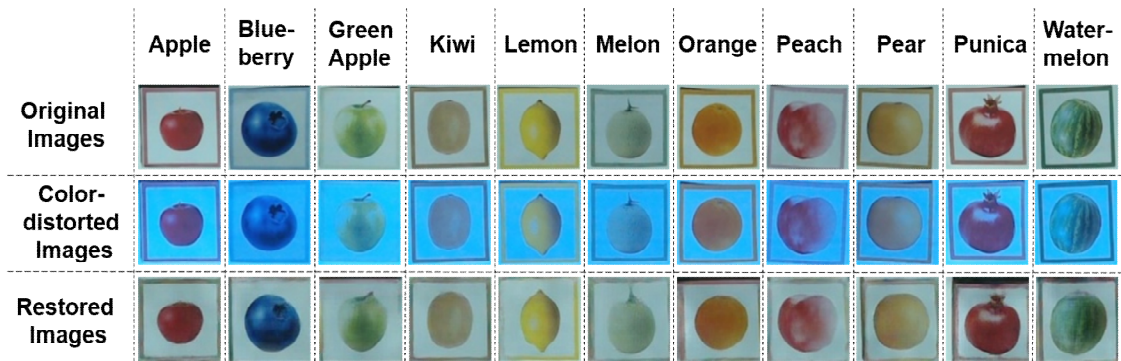 Apple
Blue-
berry
Green
Apple
Kiwi
Lemon
Melon
Orange
Peach
Pear
Punica
Water-
melon
Original
Images
Color-
distorted
Images
Restored
Images